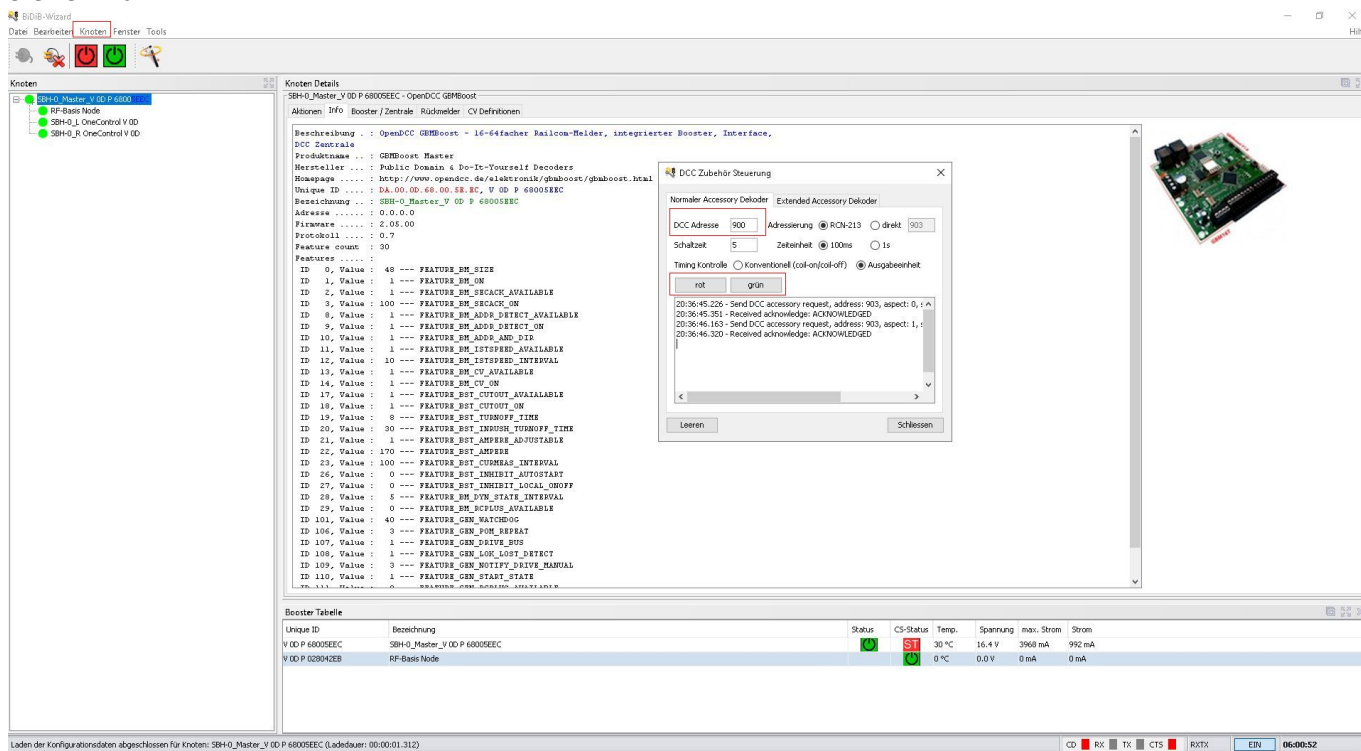 BiDiB-Wizard
Datei Bearbeiten Knoten Fenster Tools
Hilf
Knoten
SBH-0_Master_V 0D P 68005EEC
RF-Basis Node
SBH-0_L OneControl V 0D
SBH-0_R OneControl V 0D
Knoten Details
SBH-0_Master_V 0D P 68005EEC - OpenDCC GBMBoost
Aktionen Info Booster / Zentrale Rückmelder CV Definitionen
Beschreibung . : OpenDCC GBMBoost - 16-64facher Railcom-Melder, integrierter Booster, Interface,
DCC Zentrale
Produktname .. : GBMBoost Master
Hersteller ... : Public Domain & Do-It-Yourself Decoders
Homepage ..... : http://www.opendcc.de/elektronik/gbmboost/gbmboost.html
Unique ID .... : DA.00.0D.68.00.5E.EC, V 0D P 68005EEC
Bezeichnung .. : SBH-0_Master_V 0D P 68005EEC
Adresse ...... : 0.0.0.0
Firmware ..... : 2.05.00
Protokoll .... : 0.7
Feature count : 30
Features ..... :
ID 0, Value : 48 --- FEATURE_BM_SIZE
ID 1, Value : 1 --- FEATURE_BM_ON
ID 2, Value : 1 --- FEATURE_BM_SECACK_AVAILABLE
ID 3, Value : 100 --- FEATURE_BM_SECACK_ON
ID 8, Value : 1 --- FEATURE_BM_ADDR_DETECT_AVAILABLE
ID 9, Value : 1 --- FEATURE_BM_ADDR_DETECT_ON
ID 10, Value : 1 --- FEATURE_BM_ADDR_AND_DIR
ID 11, Value : 1 --- FEATURE_BM_ISTSPEED_AVAILABLE
ID 12, Value : 10 --- FEATURE_BM_ISTSPEED_INTERVAL
ID 13, Value : 1 --- FEATURE_BM_CV_AVAILABLE
ID 14, Value : 1 --- FEATURE_BM_CV_ON
ID 17, Value : 1 --- FEATURE_BST_CUTOUT_AVAIALABLE
ID 18, Value : 1 --- FEATURE_BST_CUTOUT_ON
ID 19, Value : 8 --- FEATURE_BST_TURNOFF_TIME
ID 20, Value : 30 --- FEATURE_BST_INRUSH_TURNOFF_TIME
ID 21, Value : 1 --- FEATURE_BST_AMPERE_ADJUSTABLE
ID 22, Value : 170 --- FEATURE_BST_AMPERE
ID 23, Value : 100 --- FEATURE_BST_CURMEAS_INTERVAL
ID 26, Value : 0 --- FEATURE_BST_INHIBIT_AUTOSTART
ID 27, Value : 0 --- FEATURE_BST_INHIBIT_LOCAL_ONOFF
ID 28, Value : 5 --- FEATURE_BM_DYN_STATE_INTERVAL
ID 29, Value : 0 --- FEATURE_BM_RCPLUS_AVAILABLE
ID 101, Value : 40 --- FEATURE_GEN_WATCHDOG
ID 106, Value : 3 --- FEATURE_GEN_POM_REPEAT
ID 107, Value : 1 --- FEATURE_GEN_DRIVE_BUS
ID 108, Value : 1 --- FEATURE_GEN_LOK_LOST_DETECT
ID 109, Value : 3 --- FEATURE_GEN_NOTIFY_DRIVE_MANUAL
ID 110, Value : 1 --- FEATURE_GEN_START_STATE
DCC Zubehör Steuerung
Normaler Accessory Dekoder Extended Accessory Dekoder
DCC Adresse 900 Adressierung RCN-213 direkt 903
Schaltzeit 5 Zeiteinheit 100ms 1s
Timing Kontrolle Konventionell (coil-on/coil-off) Ausgabeeinheit
rot grün
20:36:45.226 - Send DCC accessory request, address: 903, aspect: 0, s
20:36:45.351 - Received acknowledge: ACKNOWLEDGED
20:36:46.163 - Send DCC accessory request, address: 903, aspect: 1, s
20:36:46.320 - Received acknowledge: ACKNOWLEDGED
Leeren Schliessen
GBM16T
Booster Tabelle
Unique ID Bezeichnung Status CS-Status Temp. Spannung max. Strom Strom
V 0D P 68005EEC SBH-0_Master_V 0D P 68005EEC ST 30 °C 16.4 V 3968 mA 992 mA
V 0D P 028042EB RF-Basis Node 0 °C 0.0 V 0 mA 0 mA
Laden der Konfigurationsdaten abgeschlossen für Knoten: SBH-0_Master_V 0D P 68005EEC (Ladedauer: 00:00:01.312)
CD RX TX CTS RXTX EIN 06:00:52